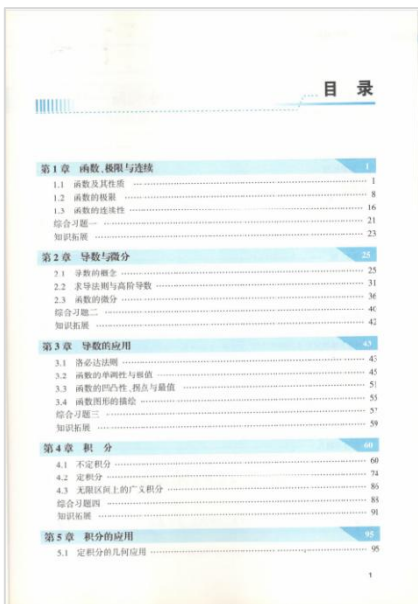 目 录
第1章 函数、极限与连续 1
1.1 函数及其性质 1
1.2 函数的极限 8
1.3 函数的连续性 16
综合习题一 21
知识拓展 23
第2章 导数与微分 25
2.1 导数的概念 25
2.2 求导法则与高阶导数 31
2.3 函数的微分 36
综合习题二 40
知识拓展 42
第3章 导数的应用 43
3.1 洛必达法则 43
3.2 函数的单调性与极值 45
3.3 函数的凹凸性、拐点与最值 51
3.4 函数图形的描绘 55
综合习题三 57
知识拓展 59
第4章 积 分 60
4.1 不定积分 60
4.2 定积分 74
4.3 无限区间上的广义积分 86
综合习题四 88
知识拓展 91
第5章 积分的应用 95
5.1 定积分的几何应用 95
1